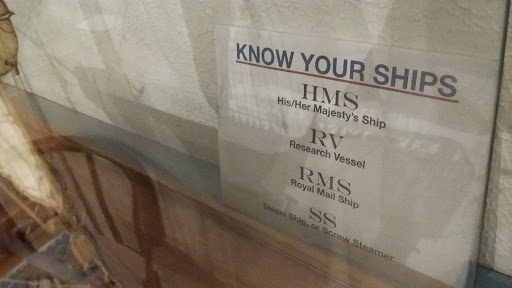 KNOW YOUR SHIPS
HMS
His/Her Majesty's Ship
RV
Research Vessel
RMS
Royal Mail Ship
SS
Steam Ship, or Screw Steamer